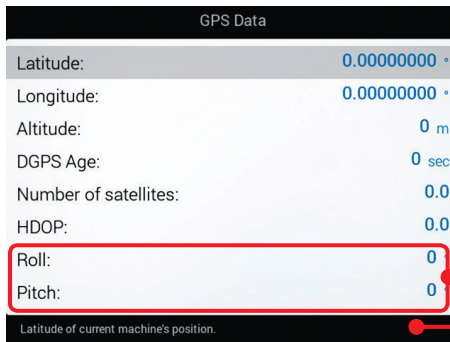 GPS Data
Latitude: 0.00000000 °
Longitude: 0.00000000 °
Altitude: 0 m
DGPS Age: 0 sec
Number of satellites: 0.0
HDOP: 0.0
Roll: 0 °
Pitch: 0 °
Latitude of current machine's position.